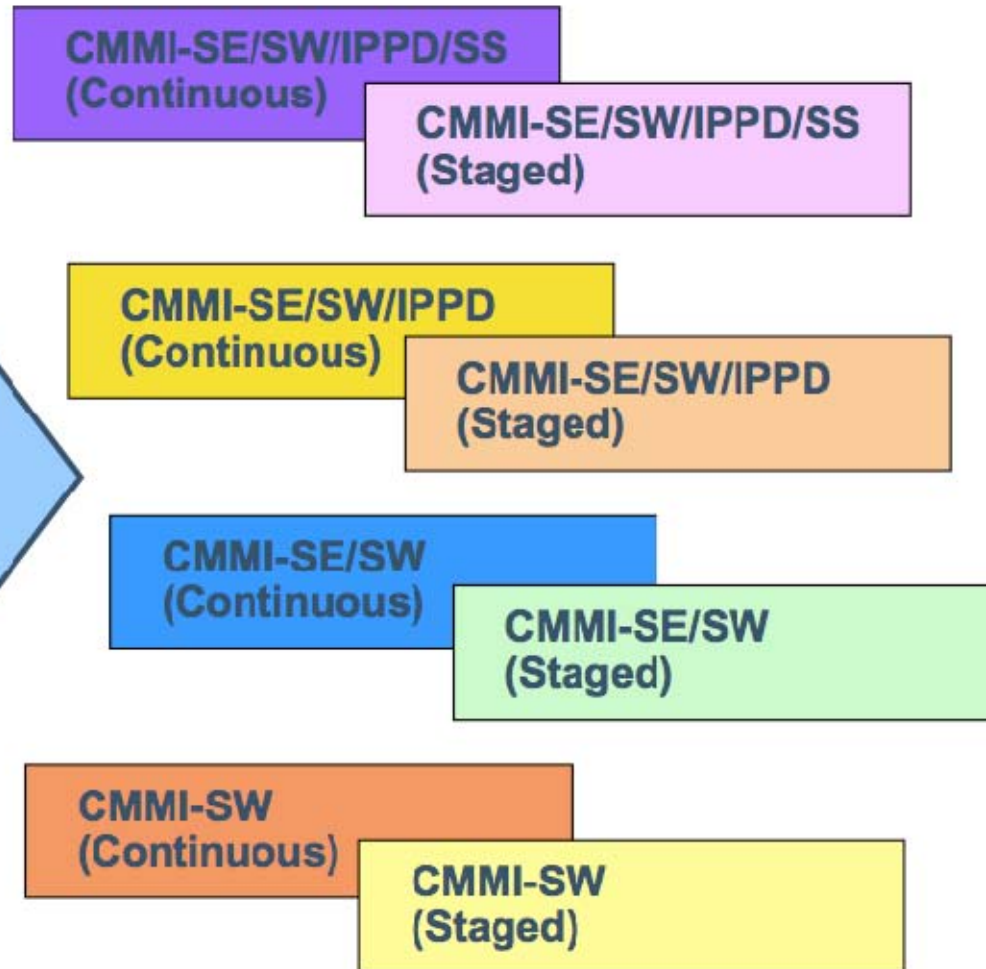 CMMI-SE/SW/IPPD/SS
(Continuous)
CMMI-SE/SW/IPPD/SS
(Staged)
CMMI-SE/SW/IPPD
(Continuous)
CMMI-SE/SW/IPPD
(Staged)
CMMI-SE/SW
(Continuous)
CMMI-SE/SW
(Staged)
CMMI-SW
(Continuous)
CMMI-SW
(Staged)